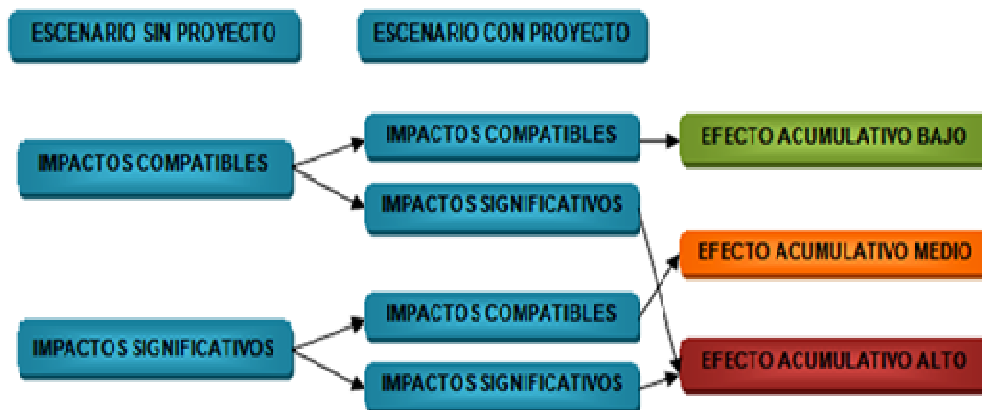 ESCENARIO SIN PROYECTO
ESCENARIO CON PROYECTO
IMPACTOS COMPATIBLES
IMPACTOS COMPATIBLES
EFECTO ACUMULATIVO BAJO
IMPACTOS SIGNIFICATIVOS
EFECTO ACUMULATIVO MEDIO
IMPACTOS SIGNIFICATIVOS
IMPACTOS COMPATIBLES
IMPACTOS SIGNIFICATIVOS
EFECTO ACUMULATIVO ALTO